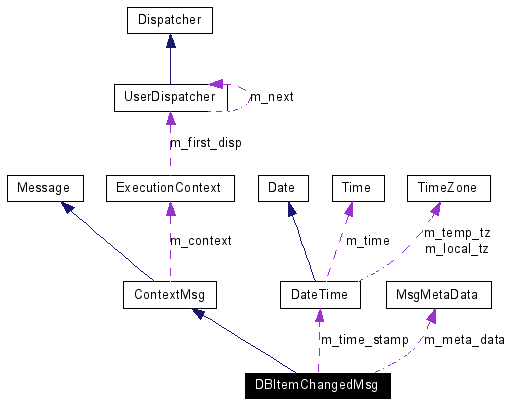 Dispatcher
UserDispatcher
m_next
m_first_disp
Message
ExecutionContext
Date
Time
TimeZone
m_context
m_time
m_temp_tz
m_local_tz
ContextMsg
DateTime
MsgMetaData
m_time_stamp
m_meta_data
DBItemChangedMsg